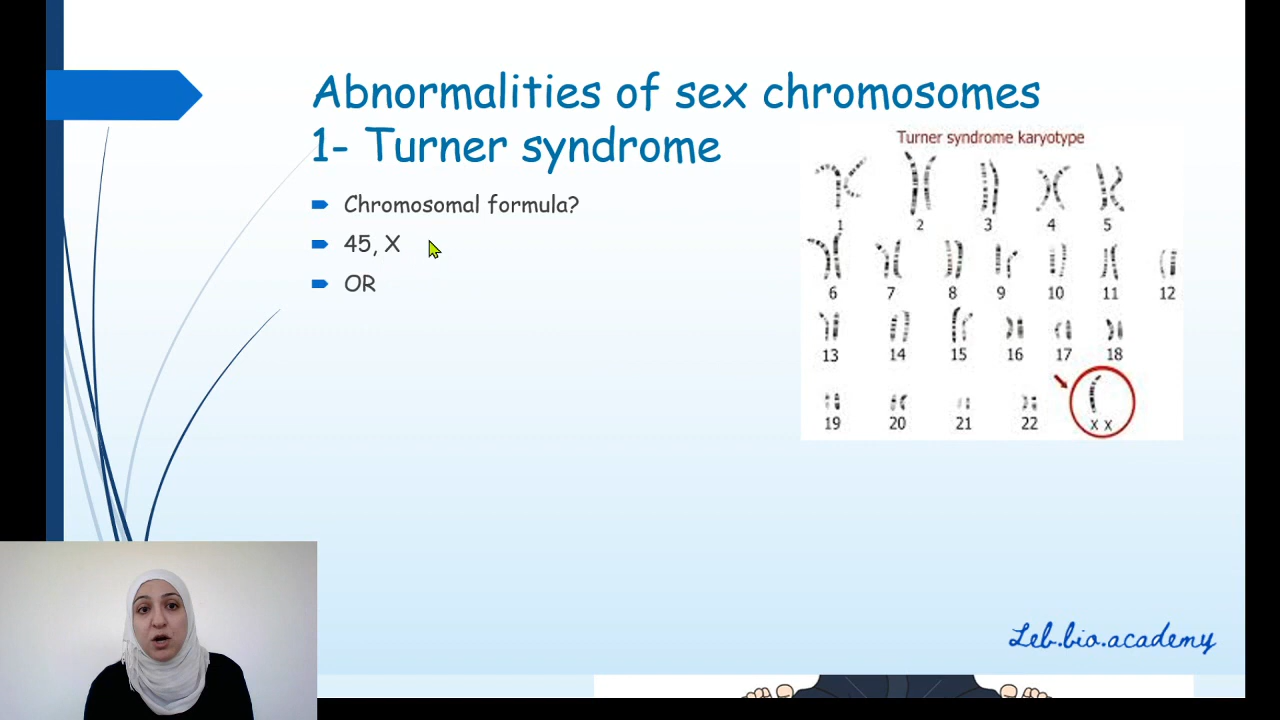 Abnormalities of sex chromosomes
1- Turner syndrome
Chromosomal formula?
45, X
OR
Turner syndrome karyotype
1 2 3 4 5
6 7 8 9 10 11 12
13 14 15 16 17 18
19 20 21 22 X X
Leb.bio.academy